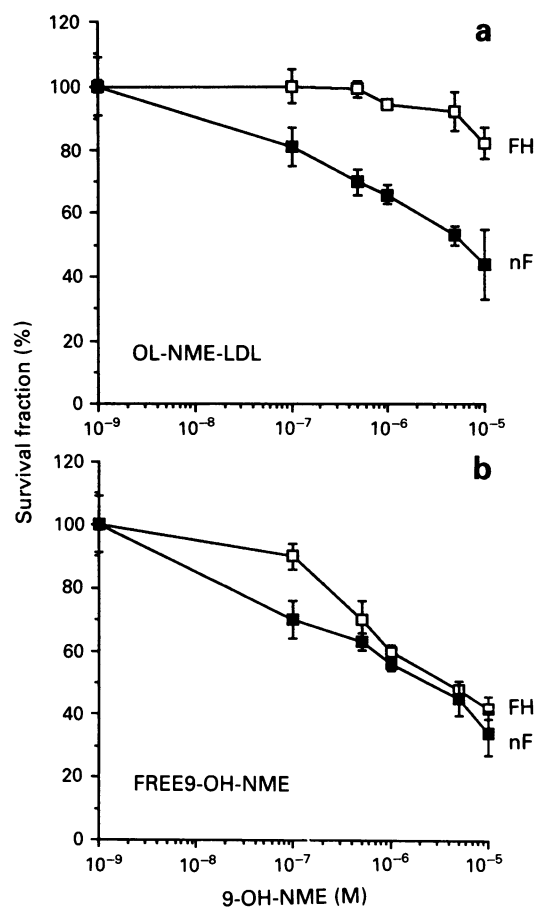 a
120
100
80
60
40
20
0
FH
nF
OL-NME-LDL
10⁻⁹ 10⁻⁸ 10⁻⁷ 10⁻⁶ 10⁻⁵
Survival fraction (%)
b
120
100
80
60
40
20
0
FH
nF
FREE9-OH-NME
10⁻⁹ 10⁻⁸ 10⁻⁷ 10⁻⁶ 10⁻⁵
9-OH-NME (M)